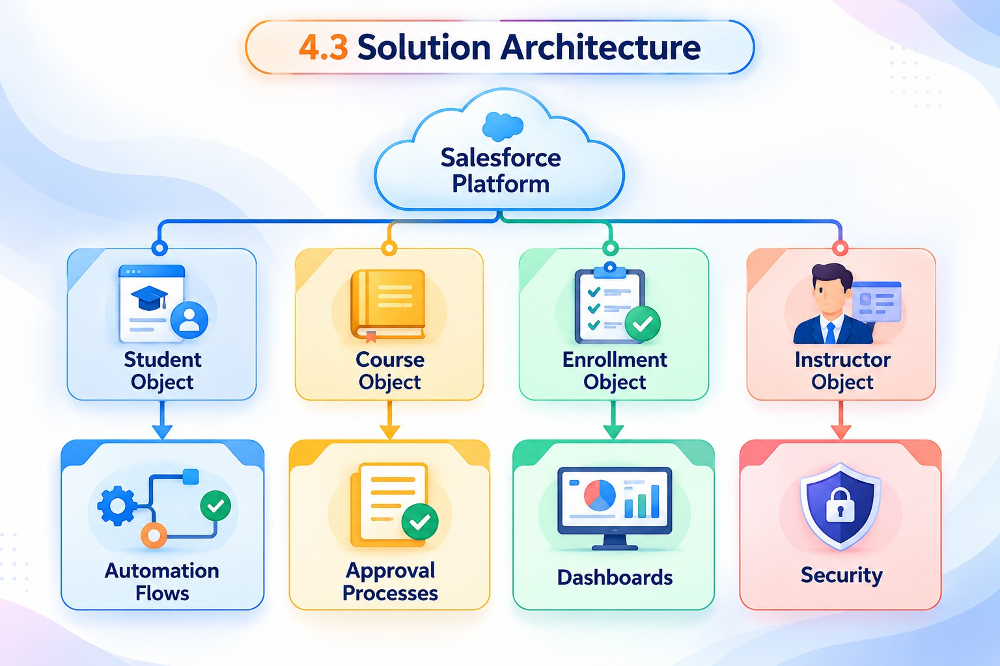 4.3 Solution Architecture
Salesforce
Platform
Student
Object
Course
Object
Enrollment
Object
Instructor
Object
Automation
Flows
Approval
Processes
Dashboards
Security